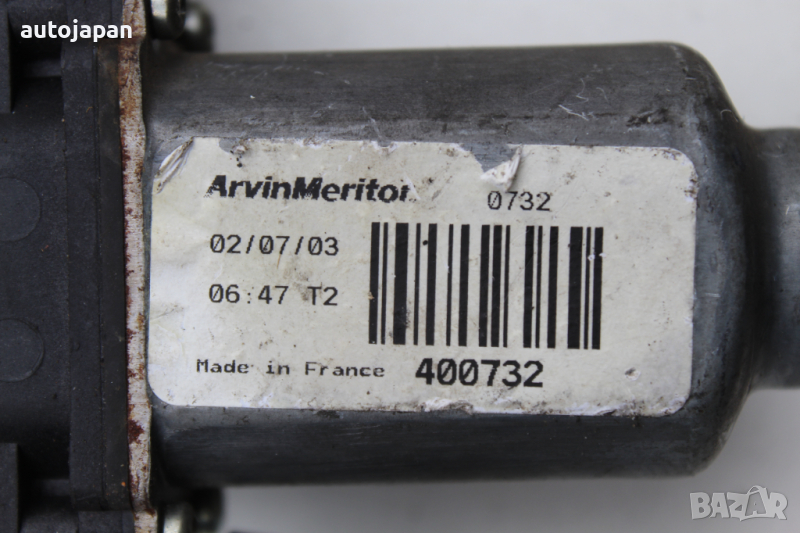 autojapan
ArvinMeritor 0732
02/07/03
06:47 T2
Made in France 400732
BAZAR